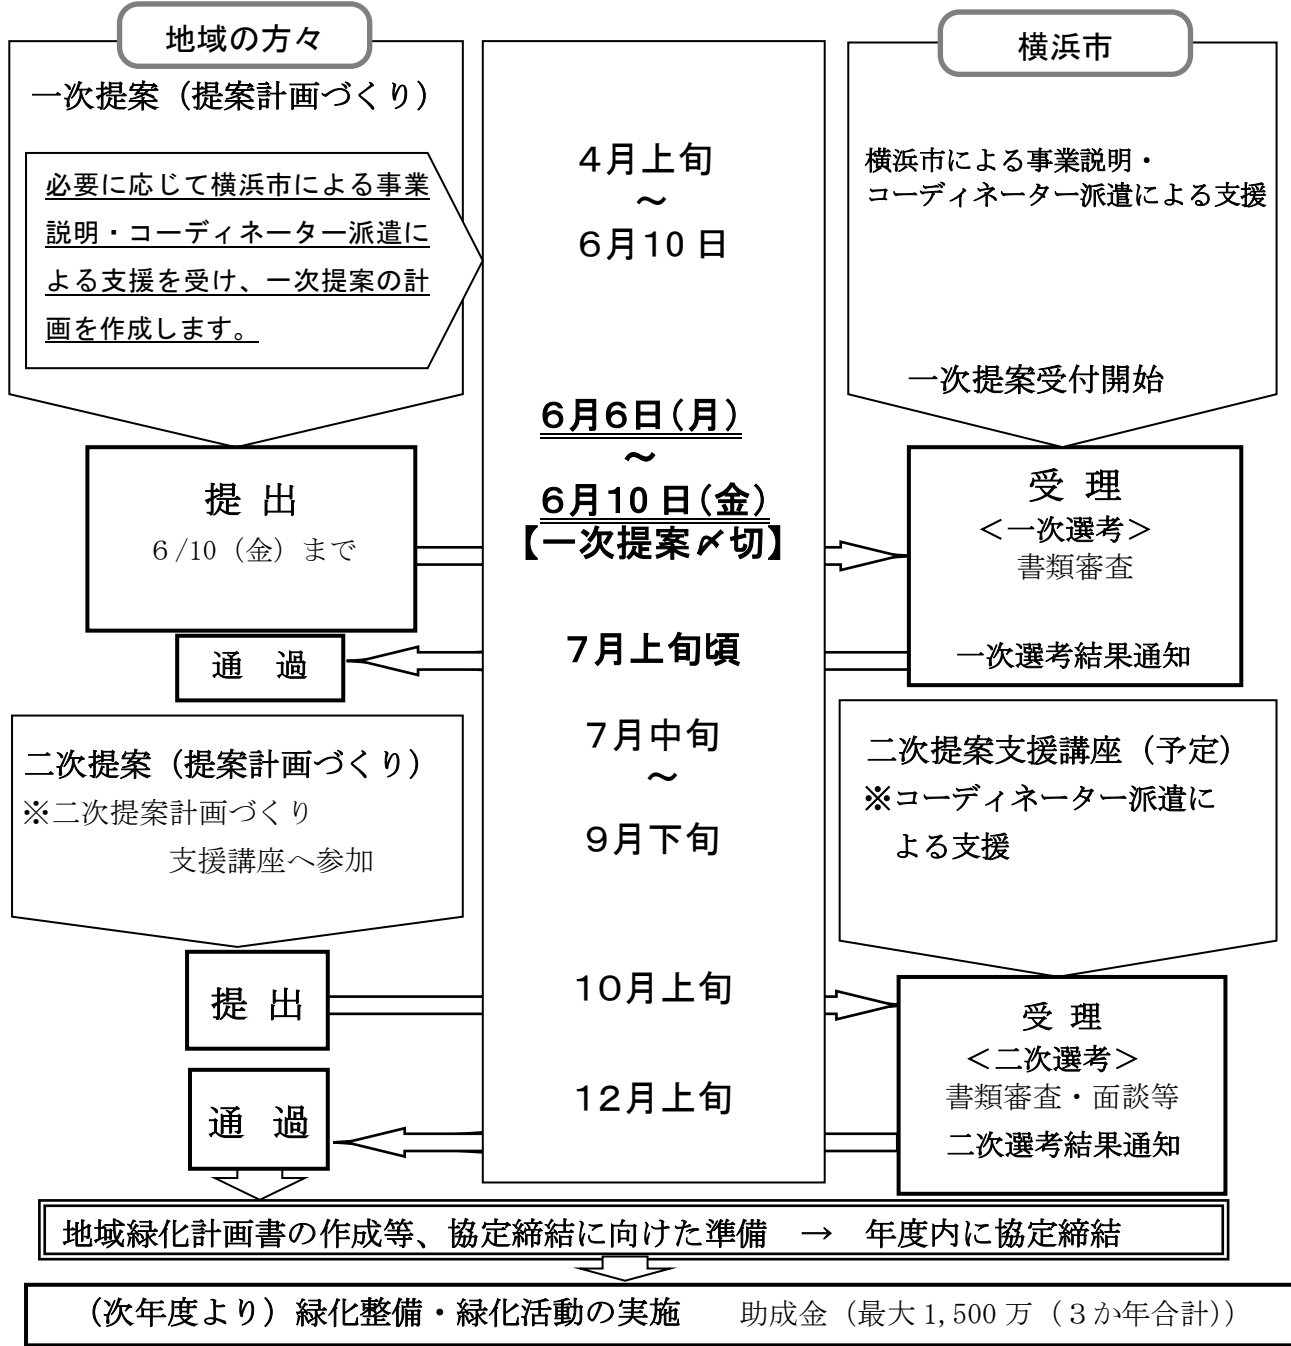 地域の方々
一次提案（提案計画づくり）
必要に応じて横浜市による事業
説明・コーディネーター派遣に
よる支援を受け、一次提案の計
画を作成します。
4月上旬
～
6月10日
横浜市
横浜市による事業説明・
コーディネーター派遣による支援
一次提案受付開始
提 出
6/10（金）まで
6月6日（月）
～
6月10日（金）
【一次提案〆切】
受 理
＜一次選考＞
書類審査
一次選考結果通知
7月上旬頃
通 過
二次提案（提案計画づくり）
※二次提案計画づくり
支援講座へ参加
7月中旬
～
9月下旬
二次提案支援講座（予定）
※コーディネーター派遣に
よる支援
提 出
10月上旬
受 理
＜二次選考＞
書類審査・面談等
二次選考結果通知
12月上旬
通 過
地域緑化計画書の作成等、協定締結に向けた準備 → 年度内に協定締結
（次年度より）緑化整備・緑化活動の実施 助成金（最大1,500万（3か年合計））